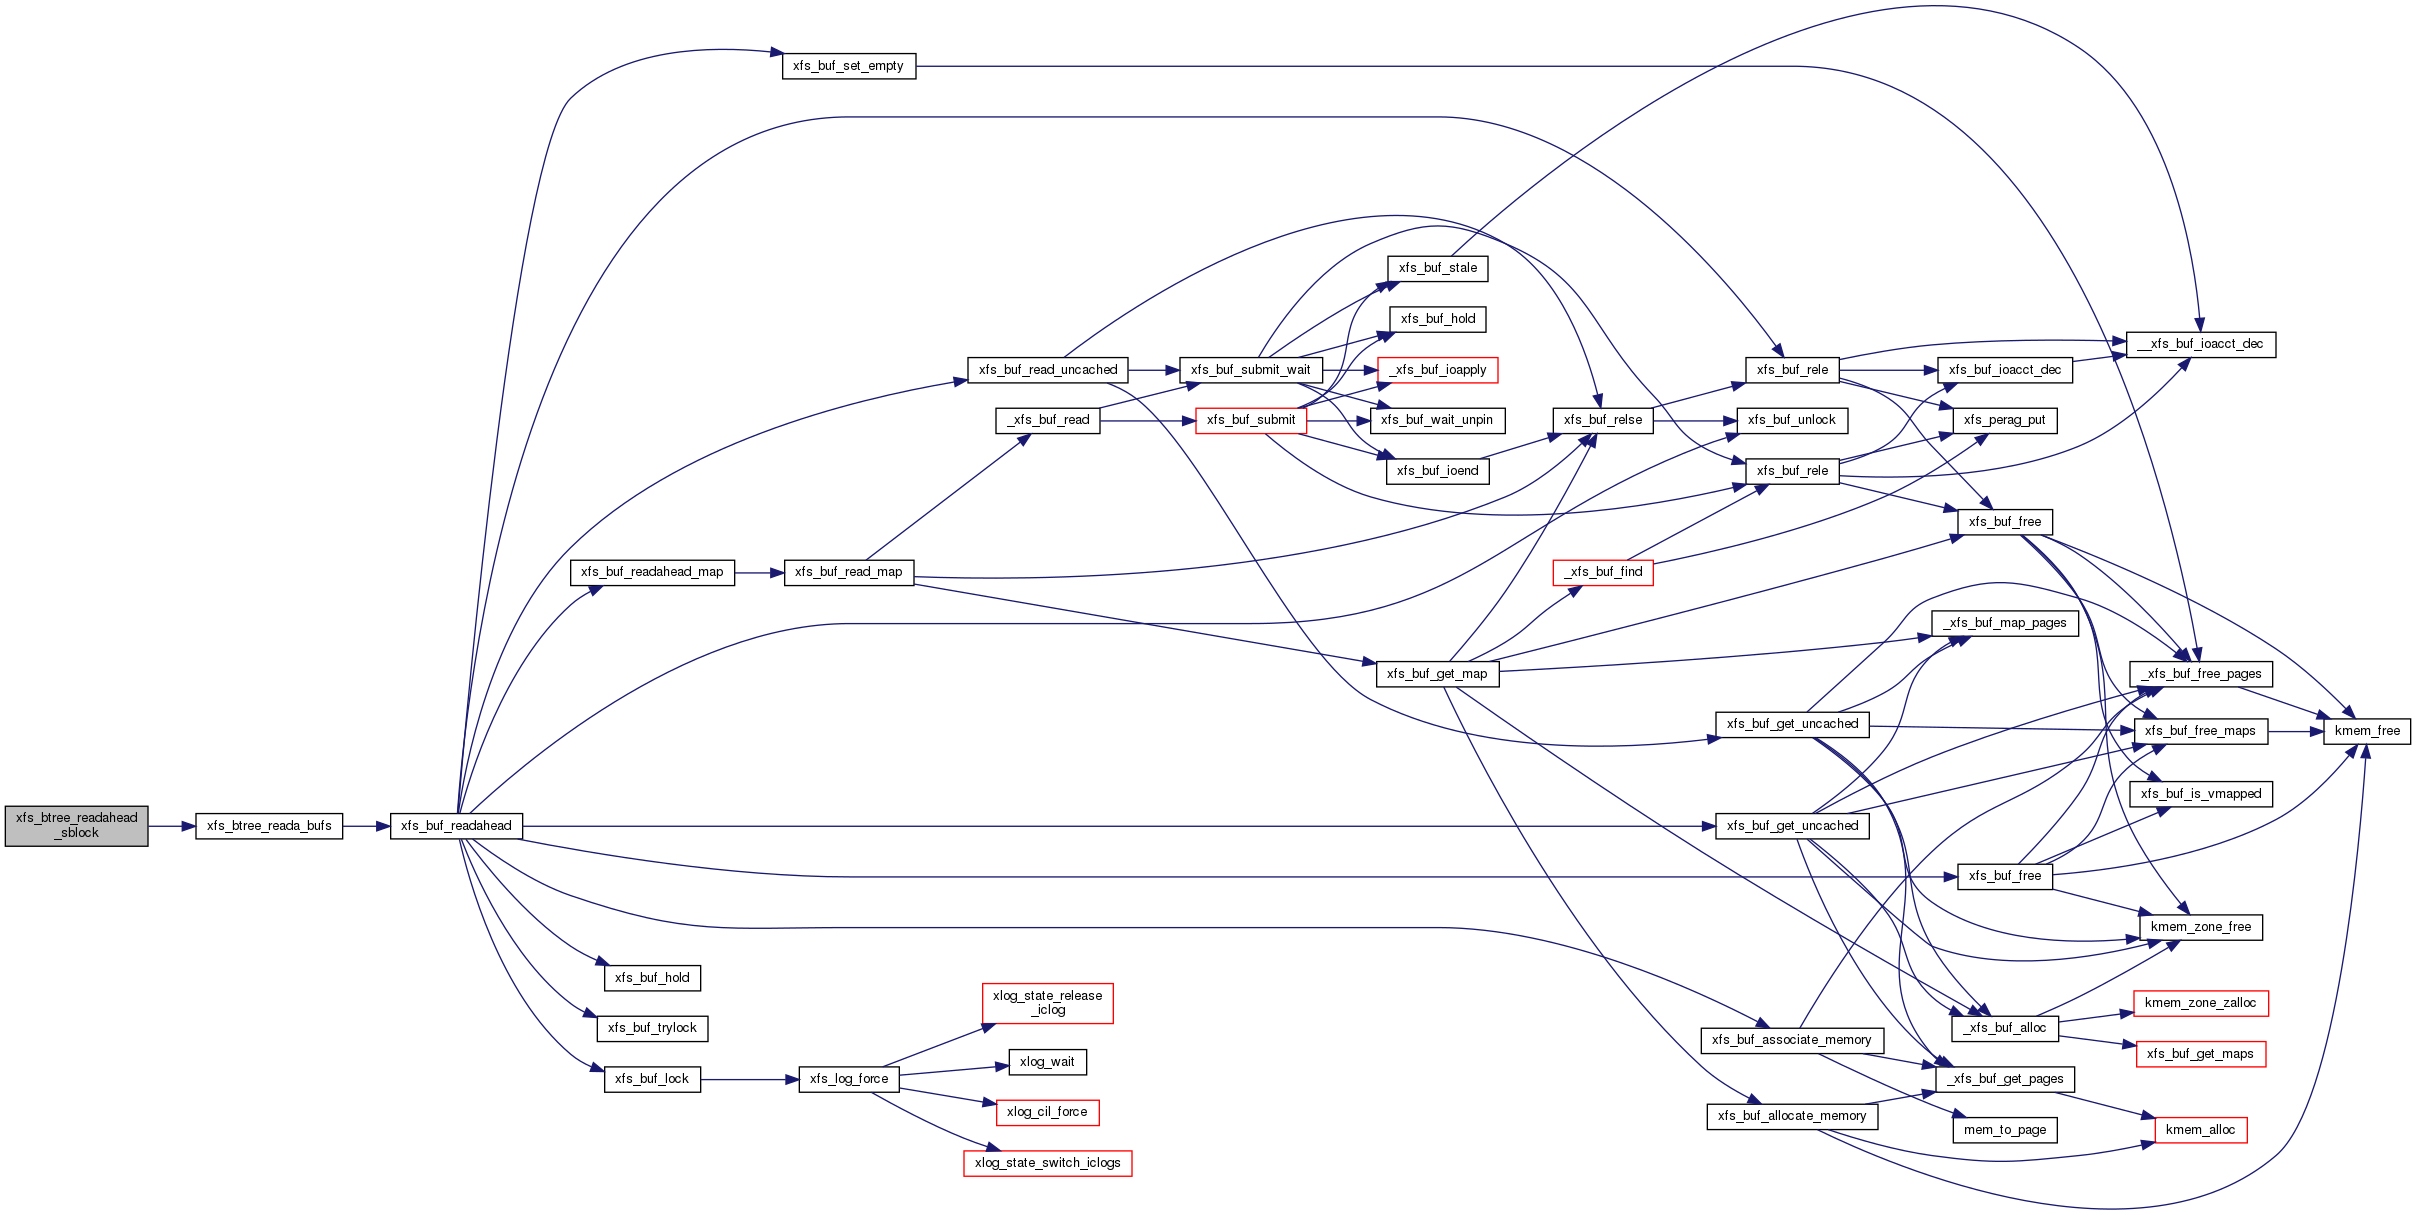 xfs_btree_readahead
_sblock
xfs_btree_reada_bufs
xfs_buf_readahead
xfs_buf_set_empty
xfs_buf_readahead_map
xfs_buf_read_map
xfs_buf_hold
xfs_buf_trylock
xfs_buf_lock
xfs_log_force
xfs_buf_read_uncached
_xfs_buf_read
xlog_state_release
_iclog
xlog_wait
xlog_cil_force
xlog_state_switch_iclogs
xfs_buf_submit_wait
xfs_buf_submit
xfs_buf_stale
xfs_buf_hold
_xfs_buf_ioapply
xfs_buf_wait_unpin
xfs_buf_ioend
xfs_buf_get_map
xfs_buf_relse
_xfs_buf_find
xfs_buf_rele
xfs_buf_unlock
xfs_buf_rele
xfs_buf_get_uncached
xfs_buf_get_uncached
xfs_buf_associate_memory
xfs_buf_allocate_memory
xfs_buf_ioacct_dec
xfs_perag_put
xfs_buf_free
_xfs_buf_map_pages
xfs_buf_free
_xfs_buf_alloc
_xfs_buf_get_pages
mem_to_page
__xfs_buf_ioacct_dec
_xfs_buf_free_pages
xfs_buf_free_maps
xfs_buf_is_vmapped
kmem_zone_free
kmem_zone_zalloc
xfs_buf_get_maps
kmem_alloc
kmem_free